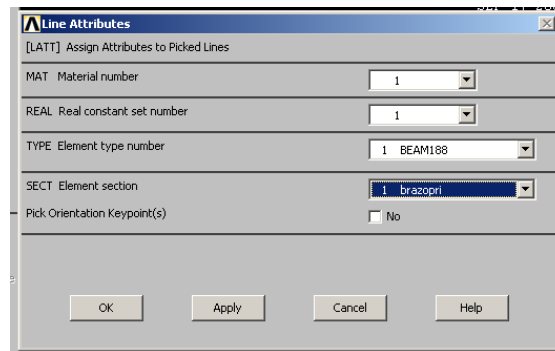 Line Attributes
[LATT] Assign Attributes to Picked Lines
MAT Material number 1
REAL Real constant set number 1
TYPE Element type number 1 BEAM188
SECT Element section 1 brazopri
Pick Orientation Keypoint(s) No
OK Apply Cancel Help